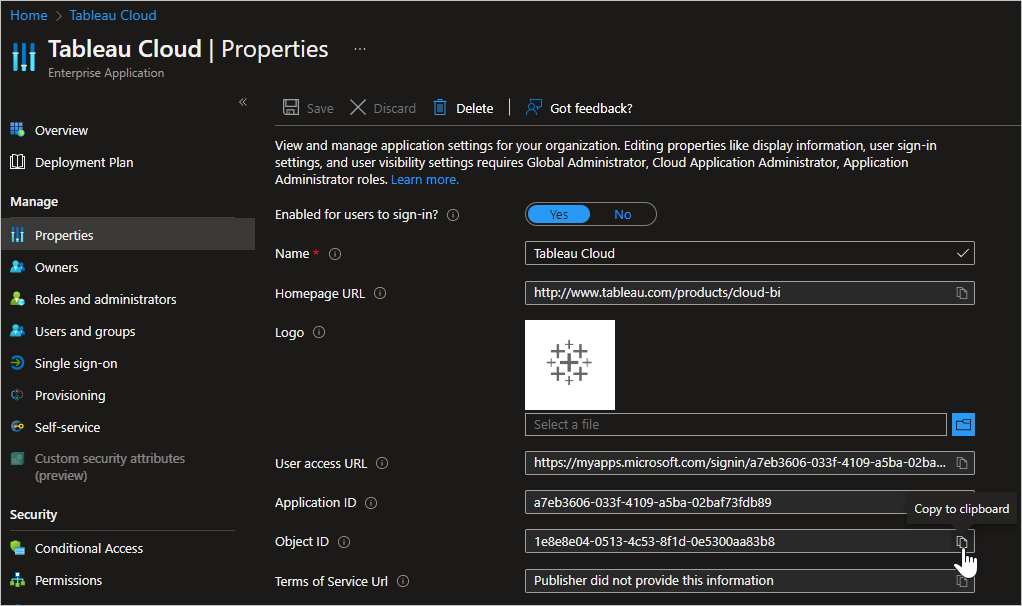 Home > Tableau Cloud
Tableau Cloud | Properties ...
Enterprise Application
«
Overview
Deployment Plan
Manage
Properties
Owners
Roles and administrators
Users and groups
Single sign-on
Provisioning
Self-service
Custom security attributes
(preview)
Security
Conditional Access
Permissions
Save Discard Delete | Got feedback?
View and manage application settings for your organization. Editing properties like display information, user sign-in
settings, and user visibility settings requires Global Administrator, Cloud Application Administrator, Application
Administrator roles. Learn more.
Enabled for users to sign-in? Yes No
Name * Tableau Cloud
Homepage URL http://www.tableau.com/products/cloud-bi
Logo
Select a file
User access URL https://myapps.microsoft.com/signin/a7eb3606-033f-4109-a5ba-02ba...
Application ID a7eb3606-033f-4109-a5ba-02baf73fdb89
Copy to clipboard
Object ID 1e8e8e04-0513-4c53-8f1d-0e5300aa83b8
Terms of Service Url Publisher did not provide this information